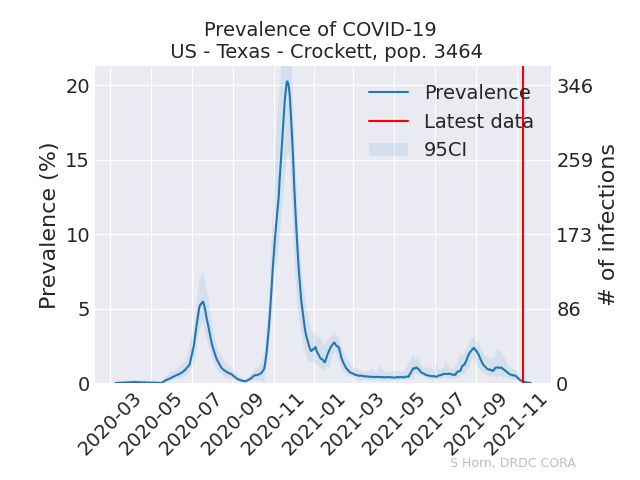 Prevalence of COVID-19
US - Texas - Crockett, pop. 3464
Prevalence
Latest data
95CI
Prevalence (%)
20
15
10
5
0
346
259
173
86
0
# of infections
2020-03
2020-05
2020-07
2020-09
2020-11
2021-01
2021-03
2021-05
2021-07
2021-09
2021-11
S Horn, DRDC CORA